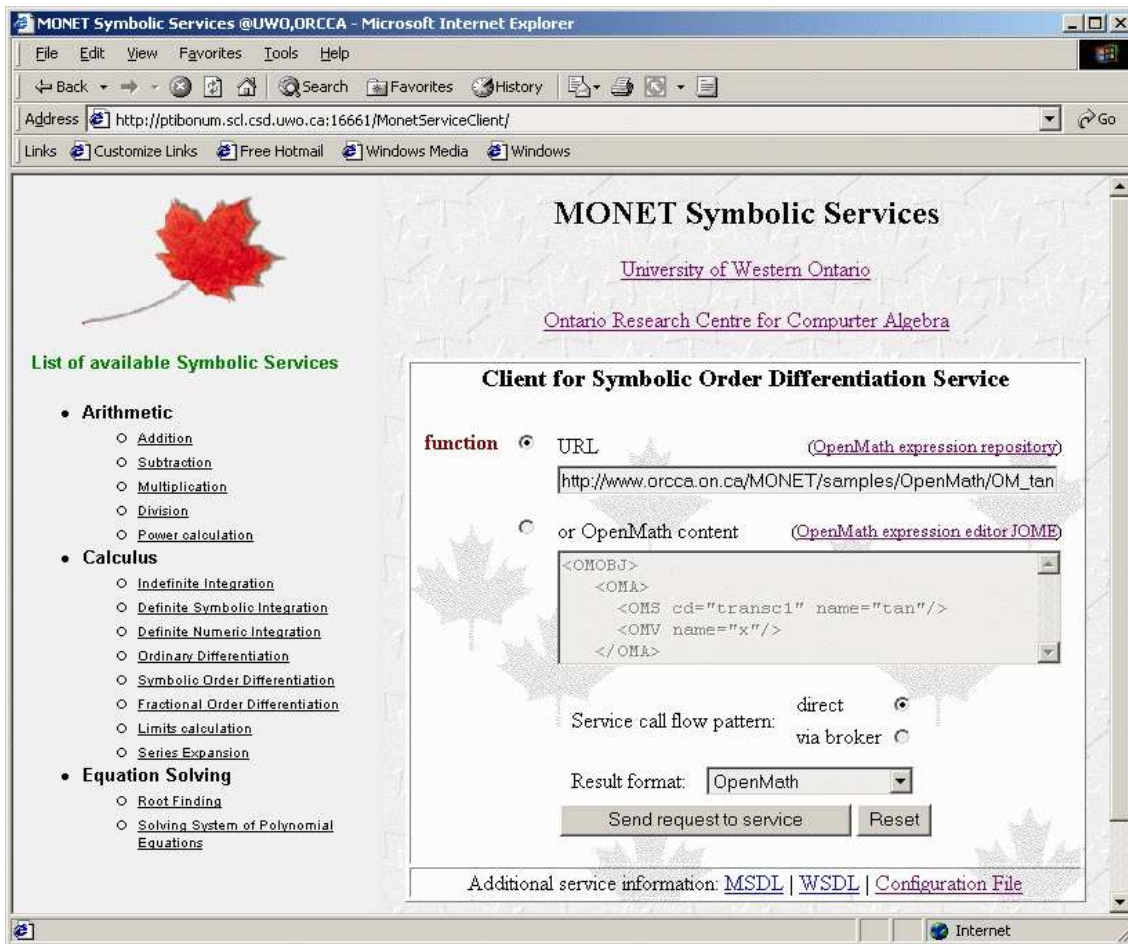 MONET Symbolic Services @UWO,ORCCA - Microsoft Internet Explorer
File Edit View Favorites Tools Help
Back Search Favorites History
Address http://ptibonum.scl.csd.uwo.ca:16661/MonetServiceClient/ Go
Links Customize Links Free Hotmail Windows Media Windows
List of available Symbolic Services
Arithmetic
Addition
Subtraction
Multiplication
Division
Power calculation
Calculus
Indefinite Integration
Definite Symbolic Integration
Definite Numeric Integration
Ordinary Differentiation
Symbolic Order Differentiation
Fractional Order Differentiation
Limits calculation
Series Expansion
Equation Solving
Root Finding
Solving System of Polynomial
Equations
MONET Symbolic Services
University of Western Ontario
Ontario Research Centre for Compurter Algebra
Client for Symbolic Order Differentiation Service
function URL (OpenMath expression repository)
http://www.orcca.on.ca/MONET/samples/OpenMath/OM_tan
or OpenMath content (OpenMath expression editor JOME)
<OMOBJ>
<OMA>
<OMS cd="transc1" name="tan"/>
<OMV name="x"/>
</OMA>
Service call flow pattern: direct
via broker
Result format: OpenMath
Send request to service Reset
Additional service information: MSDL | WSDL | Configuration File
Internet